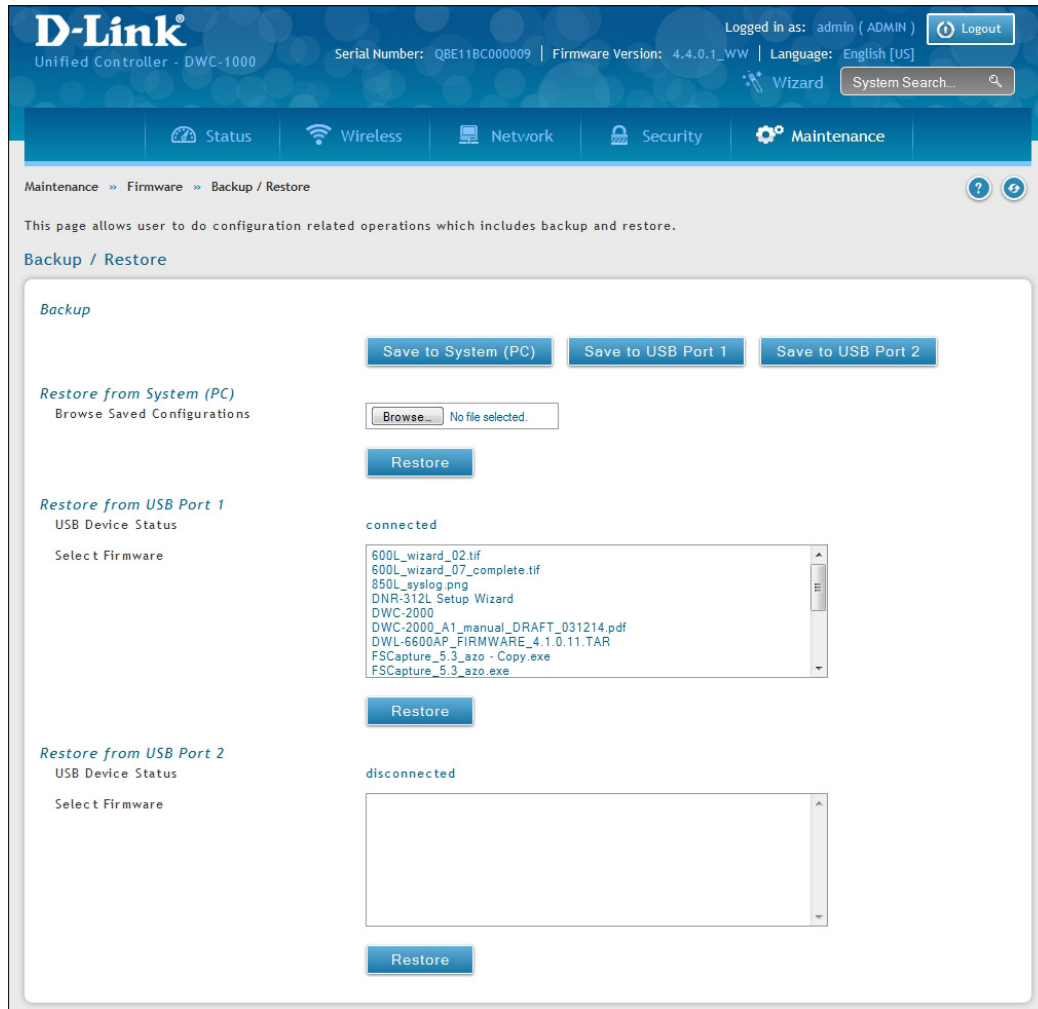 D-Link®
Unified Controller - DWC-1000
Logged in as: admin ( ADMIN ) Logout
Serial Number: QBE11BC000009 | Firmware Version: 4.4.0.1_WW | Language: English [US]
Wizard System Search...
Status Wireless Network Security Maintenance
Maintenance » Firmware » Backup / Restore ?
This page allows user to do configuration related operations which includes backup and restore.
Backup / Restore
Backup
Save to System (PC) Save to USB Port 1 Save to USB Port 2
Restore from System (PC)
Browse Saved Configurations Browse... No file selected.
Restore
Restore from USB Port 1
USB Device Status connected
Select Firmware
600L_wizard_02.tif
600L_wizard_07_complete.tif
850L_syslog.png
DNR-312L Setup Wizard
DWC-2000
DWC-2000_A1_manual_DRAFT_031214.pdf
DWL-6600AP_FIRMWARE_4.1.0.11.TAR
FSCapture_5.3_azo - Copy.exe
FSCapture_5.3_azo.exe
Restore
Restore from USB Port 2
USB Device Status disconnected
Select Firmware
Restore